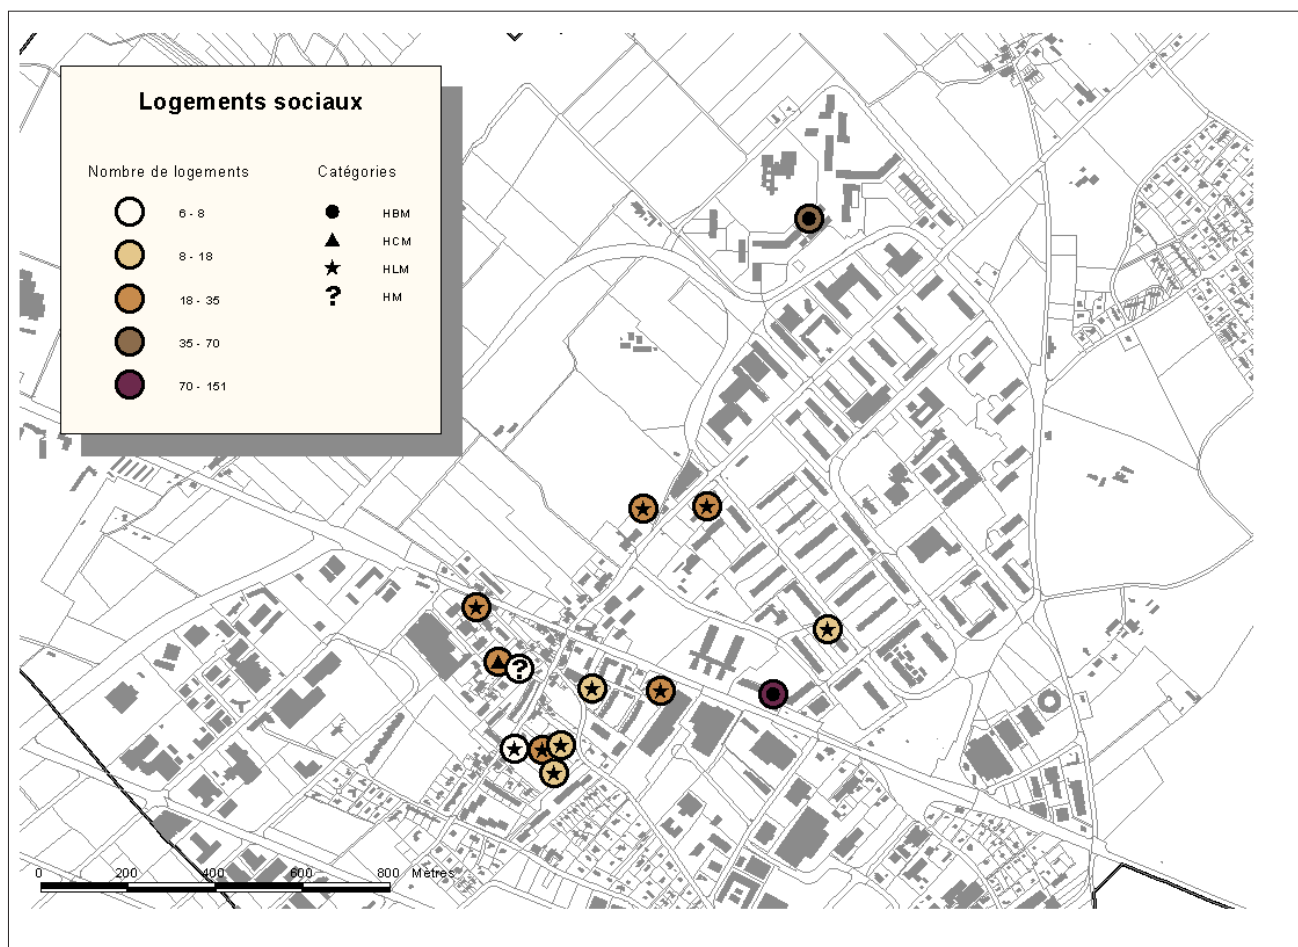 Logements sociaux
Nombre de logements
Catégories
6 - 8
HBM
8 - 18
HCM
HLM
18 - 35
? HM
35 - 70
70 - 151
?
0 200 400 600 800 Mètres